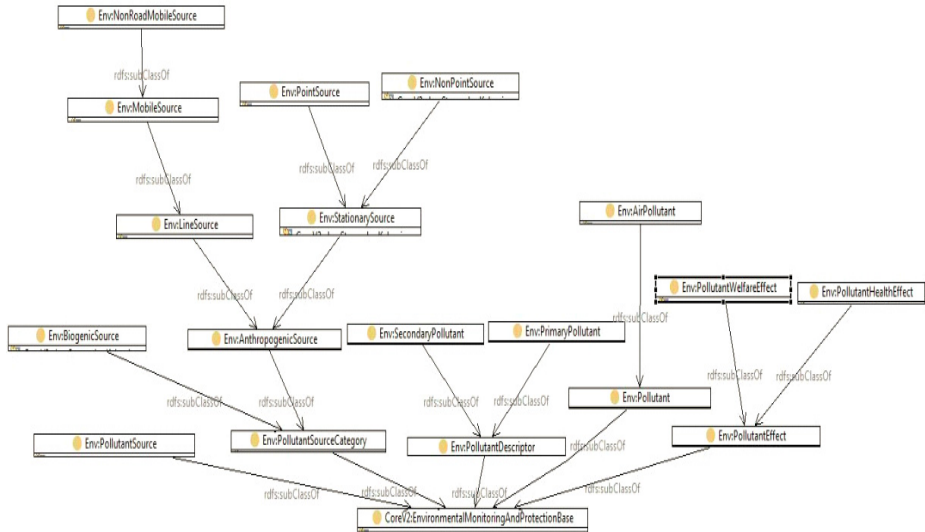 Env:NonRoadMobileSource
rdfs:subClassOf
Env:MobileSource
Env:PointSource
Env:NonPointSource
rdfs:subClassOf
rdfs:subClassOf
rdfs:subClassOf
Env:LineSource
Env:StationarySource
Env:AirPollutant
rdfs:subClassOf
rdfs:subClassOf
Env:PollutantWelfareEffect
Env:PollutantHealthEffect
rdfs:subClassOf
Env:BiogenicSource
Env:AnthropogenicSource
Env:SecondaryPollutant
Env:PrimaryPollutant
rdfs:subClassOf
rdfs:subClassOf
rdfs:subClassOf
rdfs:subClassOf
rdfs:subClassOf
rdfs:subClassOf
Env:Pollutant
Env:PollutantSource
Env:PollutantSourceCategory
Env:PollutantDescriptor
Env:PollutantEffect
rdfs:subClassOf
rdfs:subClassOf
rdfs:subClassOf
rdfs:subClassOf
rdfs:subClassOf
CoreV2:EnvironmentalMonitoringAndProtectionBase